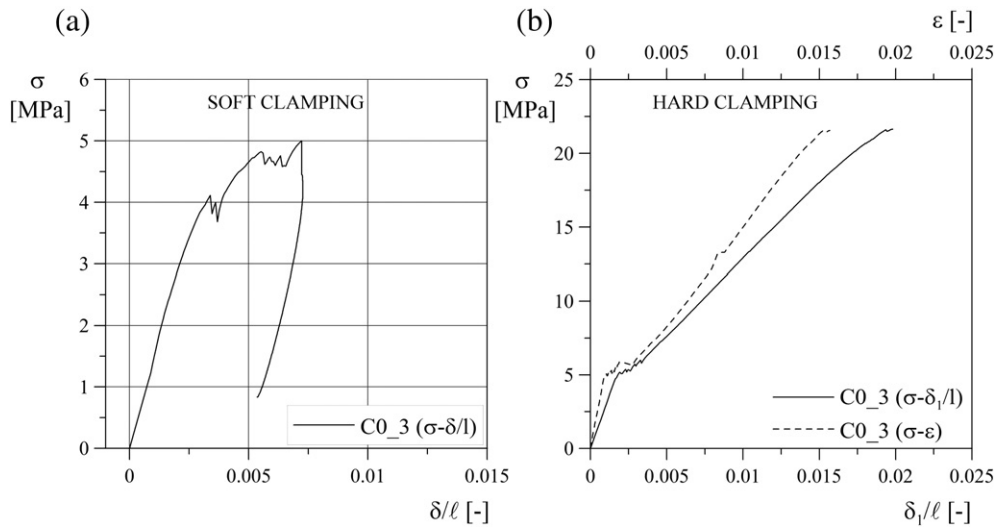 (a)
σ
[MPa]
SOFT CLAMPING
6
5
4
3
2
1
0
C0_3 (σ-δ/l)
0 0.005 0.01 0.015
δ/ℓ [-]
(b)
ε [-]
0 0.005 0.01 0.015 0.02 0.025
σ
[MPa]
HARD CLAMPING
25
20
15
10
5
0
C0_3 (σ-δ₁/l)
C0_3 (σ-ε)
0 0.005 0.01 0.015 0.02 0.025
δ₁/ℓ [-]